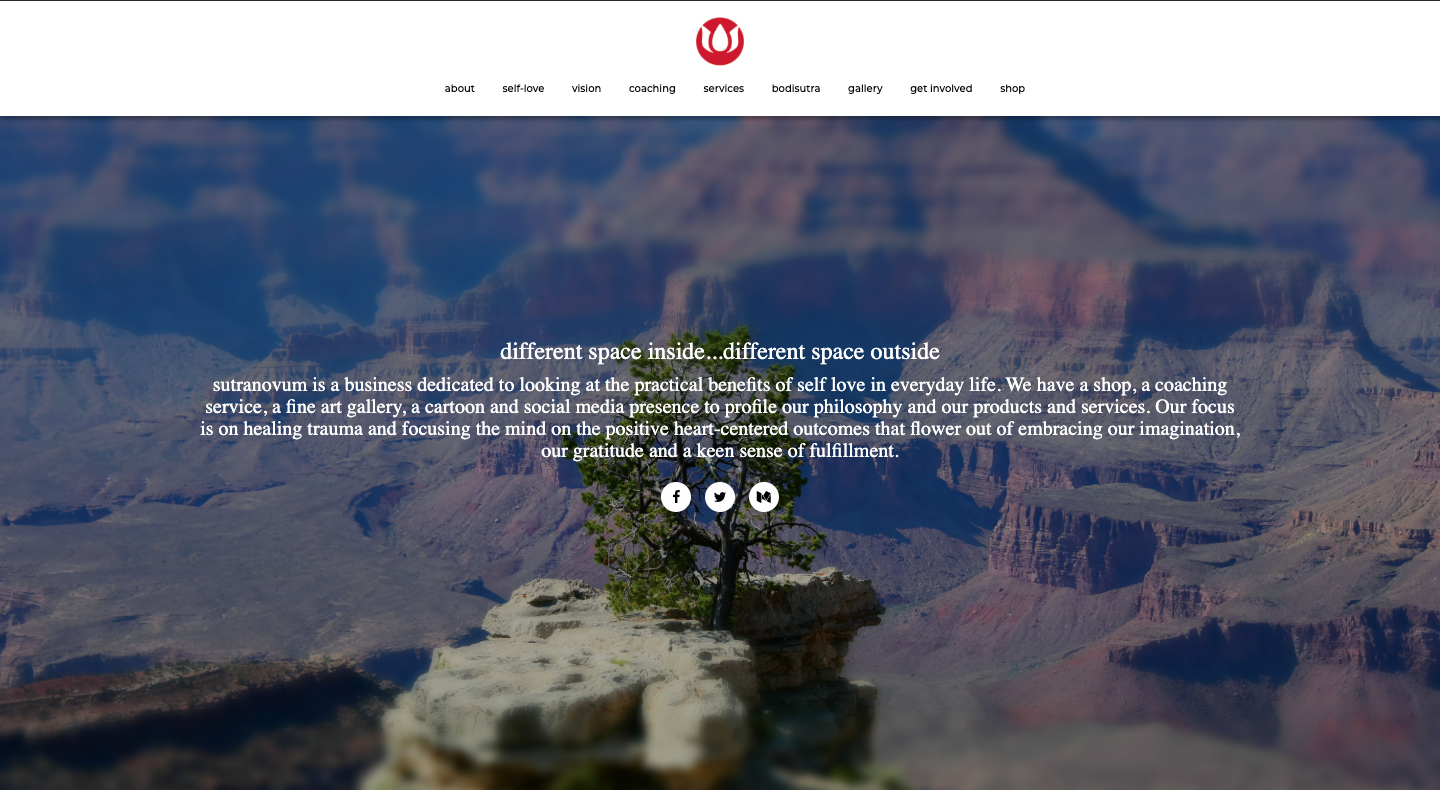 about self-love vision coaching services bodisutra gallery get involved shop
different space inside...different space outside
sutranovum is a business dedicated to looking at the practical benefits of self love in everyday life. We have a shop, a coaching
service, a fine art gallery, a cartoon and social media presence to profile our philosophy and our products and services. Our focus
is on healing trauma and focusing the mind on the positive heart-centered outcomes that flower out of embracing our imagination,
our gratitude and a keen sense of fulfillment.